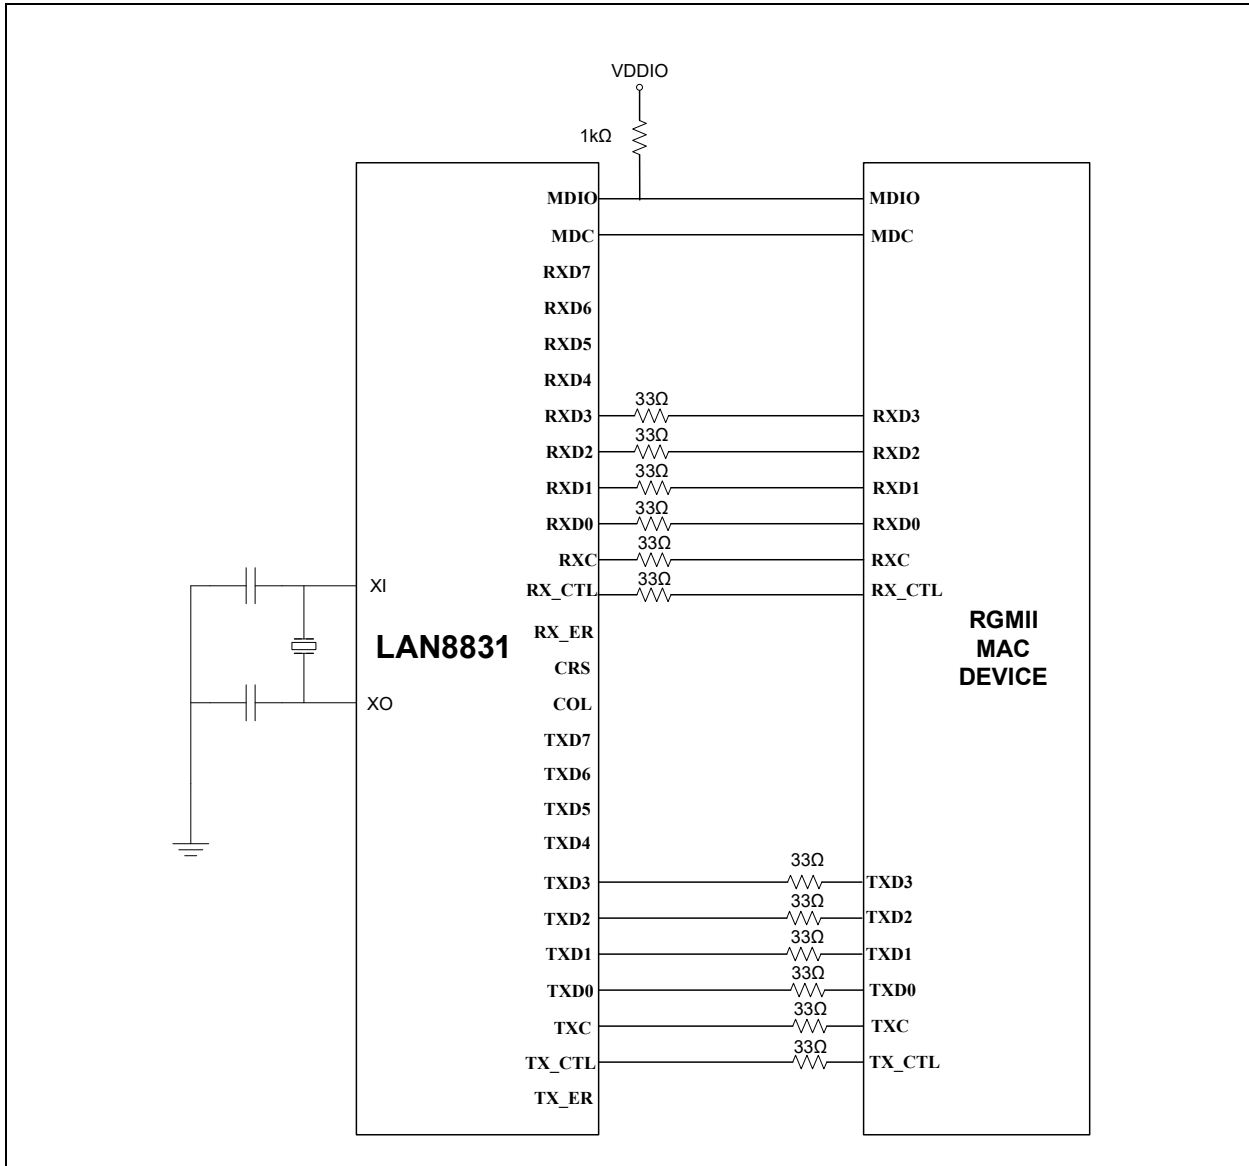 VDDIO
1kΩ
MDIO
MDIO
MDC
MDC
RXD7
RXD6
RXD5
RXD4
33Ω
RXD3
RXD3
33Ω
RXD2
RXD2
33Ω
RXD1
RXD1
33Ω
RXD0
RXD0
33Ω
RXC
RXC
33Ω
XI
RX_CTL
RX_CTL
RX_ER
LAN8831
RGMII
MAC
DEVICE
CRS
XO
COL
TXD7
TXD6
TXD5
TXD4
33Ω
TXD3
TXD3
33Ω
TXD2
TXD2
33Ω
TXD1
TXD1
33Ω
TXD0
TXD0
33Ω
TXC
TXC
33Ω
TX_CTL
TX_CTL
TX_ER